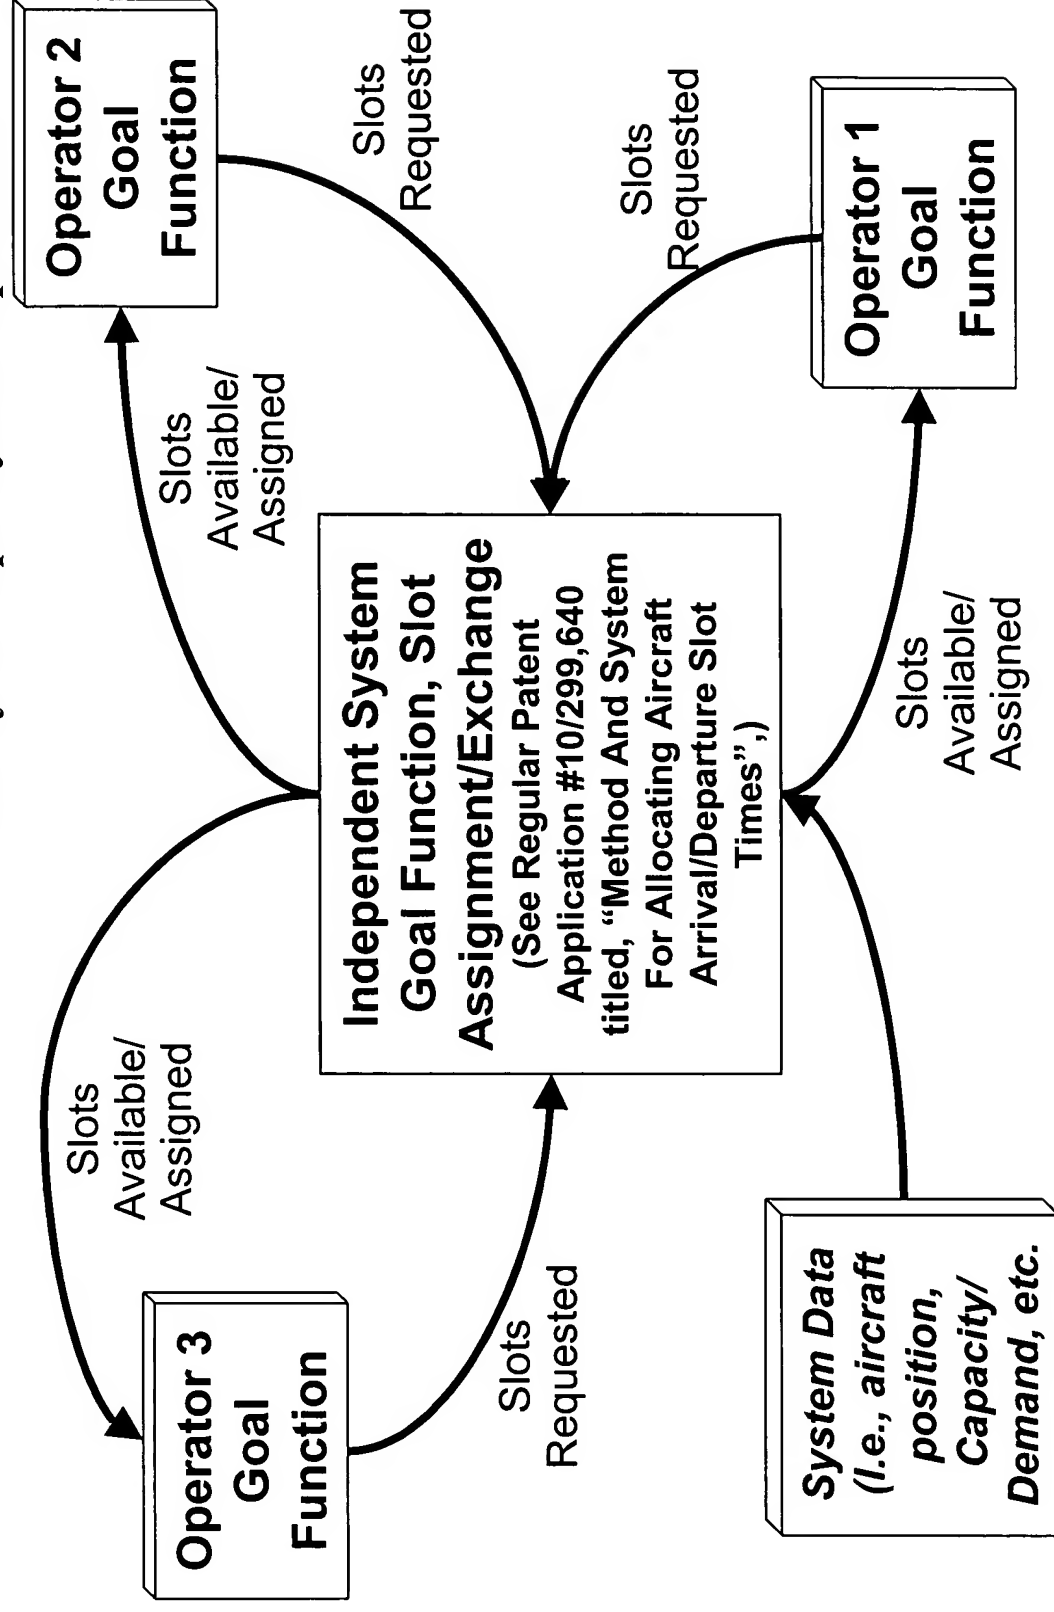 Operator 3
Goal
Function
Slots
Available/
Assigned
Slots
Available/
Assigned
Operator 2
Goal
Function
Slots
Requested
Independent System
Goal Function, Slot
Assignment/Exchange
(See Regular Patent
Application #10/299,640
titled, “Method And System
For Allocating Aircraft
Arrival/Departure Slot
Times”,)
Slots
Requested
Slots
Requested
System Data
(I.e., aircraft
position,
Capacity/
Demand, etc.
Slots
Available/
Assigned
Operator 1
Goal
Function